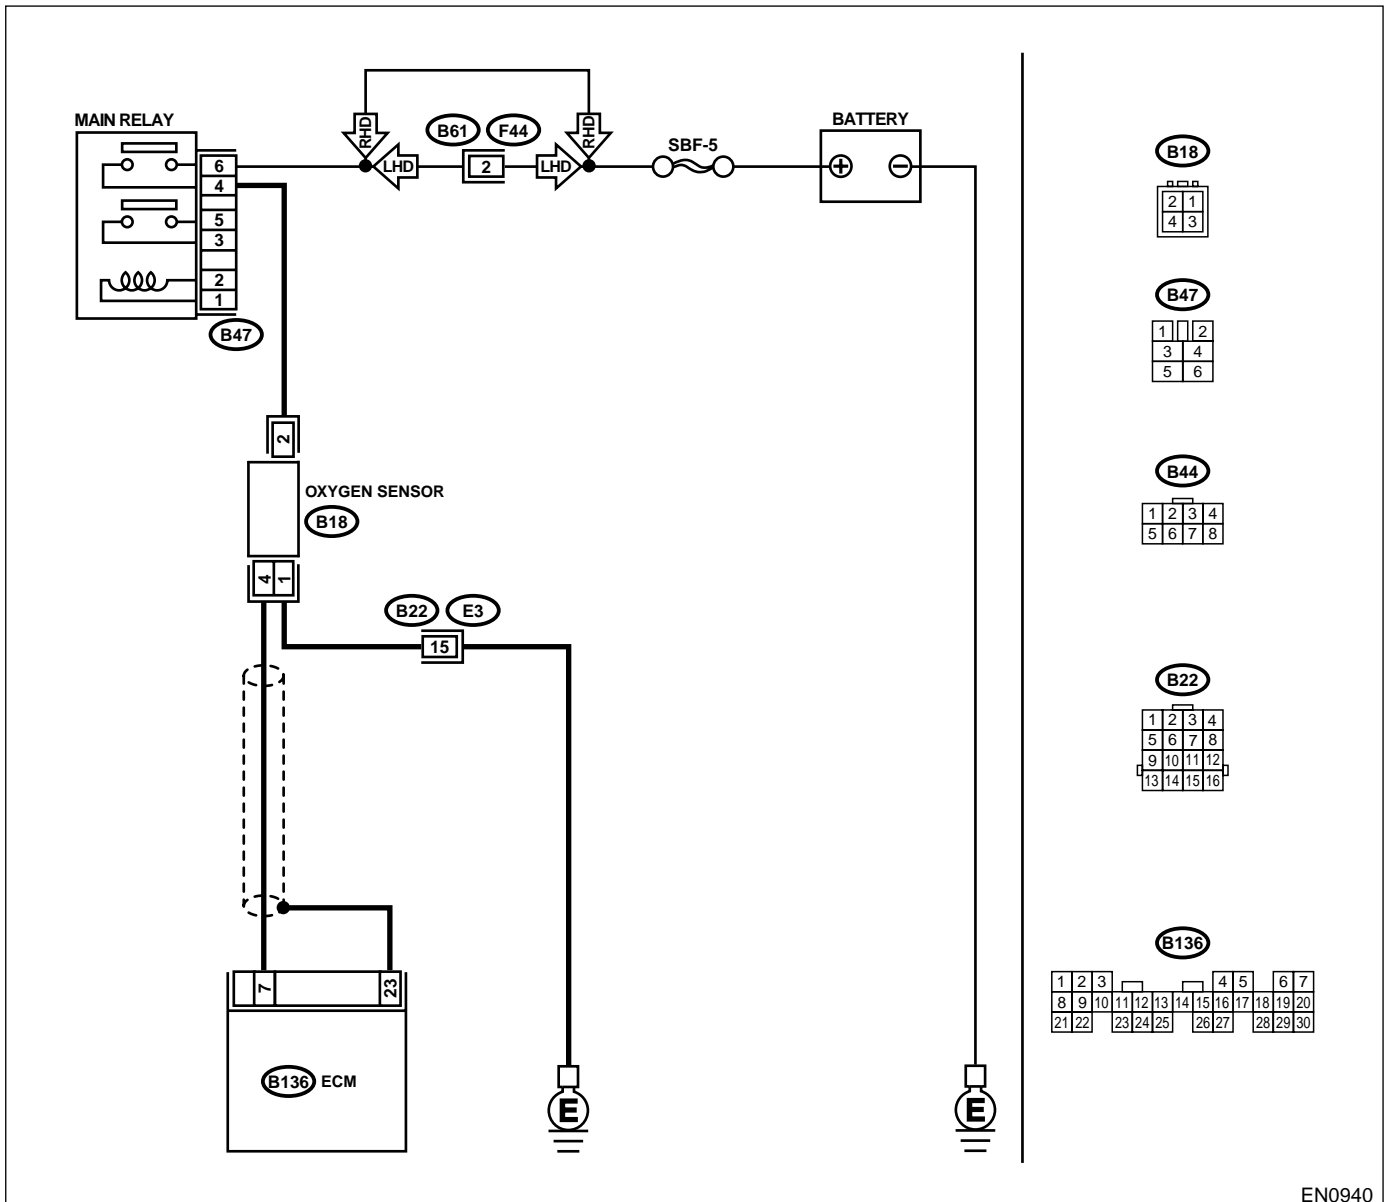 MAIN RELAY
6
4
5
3
2
1
B47
RHD
LHD
B61 F44
2
LHD
RHD
SBF-5
BATTERY
+ −
2
OXYGEN SENSOR
B18
4 1
B22 E3
15
7 23
B136 ECM
E
E
B18
2 1
4 3
B47
1 2
3 4
5 6
B44
1 2 3 4
5 6 7 8
B22
1 2 3 4
5 6 7 8
9 10 11 12
13 14 15 16
B136
1 2 3 4 5 6 7
8 9 10 11 12 13 14 15 16 17 18 19 20
21 22 23 24 25 26 27 28 29 30
EN0940